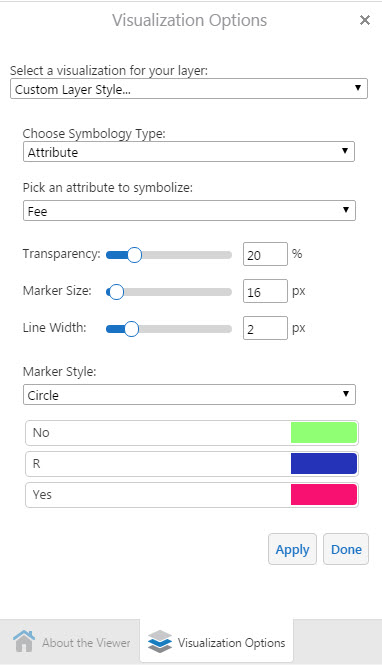 Visualization Options
×
Select a visualization for your layer:
Custom Layer Style...
Choose Symbology Type:
Attribute
Pick an attribute to symbolize:
Fee
Transparency: 20 %
Marker Size: 16 px
Line Width: 2 px
Marker Style:
Circle
No
R
Yes
Apply Done
About the Viewer Visualization Options